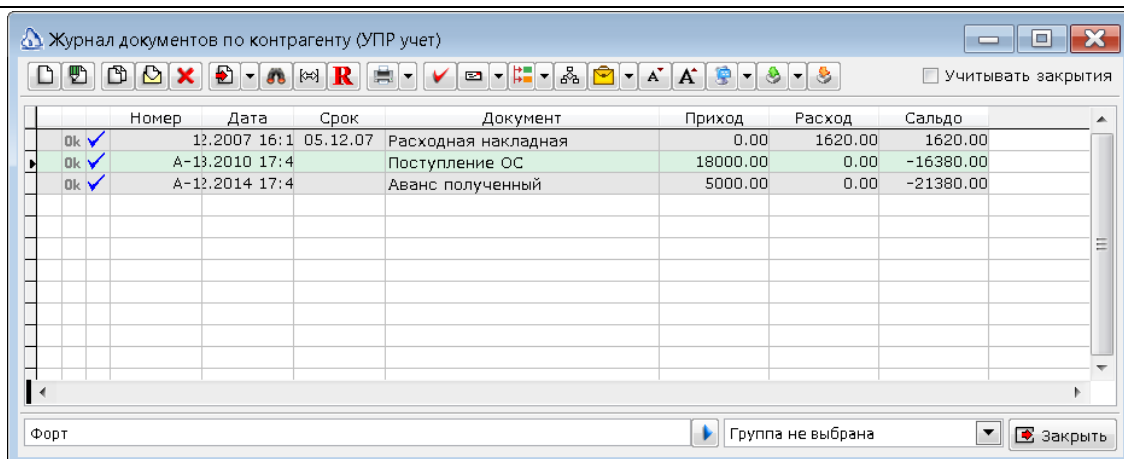 Журнал документов по контрагенту (УПР учет)
R А А Учитывать закрытия
Номер Дата Срок Документ Приход Расход Сальдо
0k 12.2007 16:1 05.12.07 Расходная накладная 0.00 1620.00 1620.00
0k А-13.2010 17:4 Поступление ОС 18000.00 0.00 -16380.00
0k А-12.2014 17:4 Аванс полученный 5000.00 0.00 -21380.00
Форт Группа не выбрана Закрыть